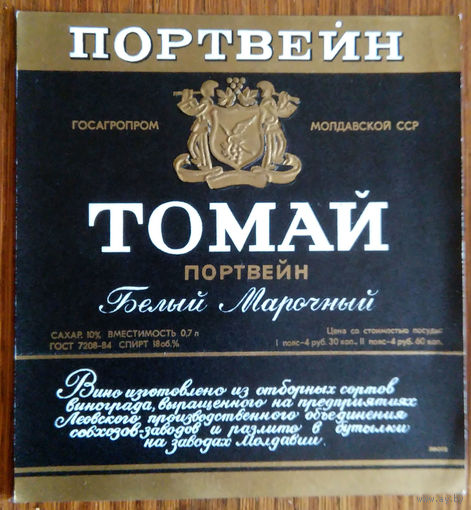 ПОРТВЕЙН
ГОСАГРОПРОМ МОЛДАВСКОЙ ССР
ТОМАЙ
ПОРТВЕЙН
Белый Марочный
САХАР. 10% ВМЕСТИМОСТЬ 0,7 л
ГОСТ 7208-84 СПИРТ 18 об.%
Цена со стоимостью посуды:
I пояс-4 руб. 30 коп., II пояс-4 руб. 60 коп.
Вино изготовлено из отборных сортов
винограда, выращенного на предприятиях
Леовского производственного объединения
совхозов-заводов и разлито в бутылки
на заводах Молдавии.